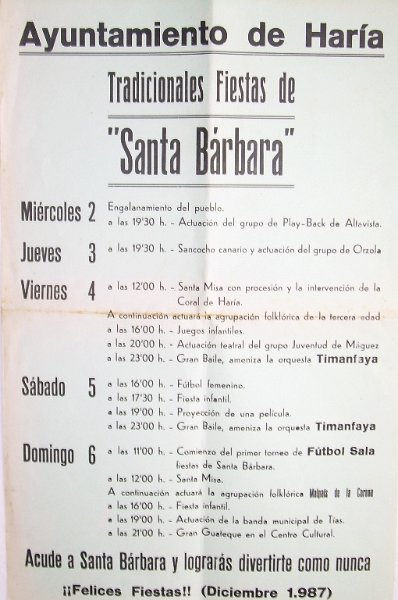 Ayuntamiento de Haría
Tradicionales Fiestas de
"Santa Bárbara"
Miércoles 2 Engalanamiento del pueblo.
a las 19'30 h. - Actuación del grupo de Play-Back de Altavista.
Jueves 3 a las 19'30 h. - Sancocho canario y actuación del grupo de Orzola
Viernes 4 a las 12'00 h. - Santa Misa con procesión y la intervención de la
Coral de Haría.
A continuación actuará la agrupación folklórica de la tercera edad
a las 16'00 h. - Juegos infantiles.
a las 20'00 h. - Actuación teatral del grupo Juventud de Máguez
a las 23'00 h. - Gran Baile, ameniza la orquesta Timanfaya
Sábado 5 a las 16'00 h. - Fútbol femenino.
a las 17'30 h. - Fiesta infantil.
a las 19'00 h. - Proyección de una película.
a las 23'00 h. - Gran Baile, ameniza la orquesta Timanfaya
Domingo 6 a las 11'00 h. - Comienzo del primer torneo de Fútbol Sala
fiestas de Santa Bárbara.
a las 12'00 h. - Santa Misa.
A continuación actuará la agrupación folklórica Malpaís de la Corona
a las 16'00 h. - Fiesta infantil.
a las 19'00 h. - Actuación de la banda municipal de Tías.
a las 21'00 h. - Gran Guateque en el Centro Cultural.
Acude a Santa Bárbara y lograrás divertirte como nunca
¡¡Felices Fiestas!! (Diciembre 1.987)